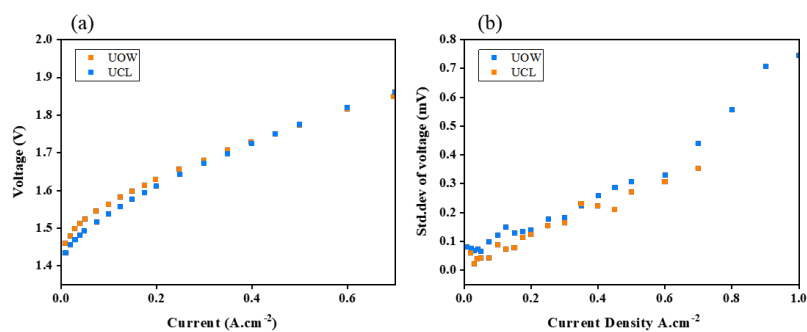 (a)
2.0
1.9
1.8
1.7
1.6
1.5
1.4
Voltage (V)
UOW
UCL
0.0 0.2 0.4 0.6
Current (A.cm-2)
(b)
0.8
0.7
0.6
0.5
0.4
0.3
0.2
0.1
0.0
Std.dev of voltage (mV)
UOW
UCL
0.0 0.2 0.4 0.6 0.8 1.0
Current Density A.cm-2